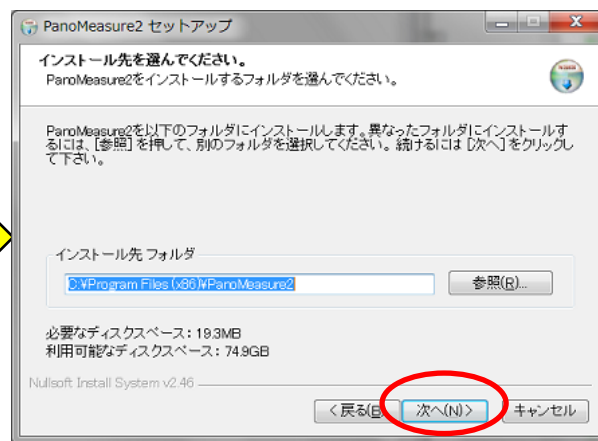 PanoMeasure2 セットアップ
インストール先を選んでください。
PanoMeasure2をインストールするフォルダを選んでください。
PanoMeasure2を以下のフォルダにインストールします。異なったフォルダにインストールす
るには、[参照] を押して、別のフォルダを選択してください。続けるには [次へ] をクリックし
て下さい。
インストール先 フォルダ
C:¥Program Files (x86)¥PanoMeasure2
参照(R)...
必要なディスクスペース：19.3MB
利用可能なディスクスペース：74.9GB
Nullsoft Install System v2.46
< 戻る(B)
次へ(N) >
キャンセル